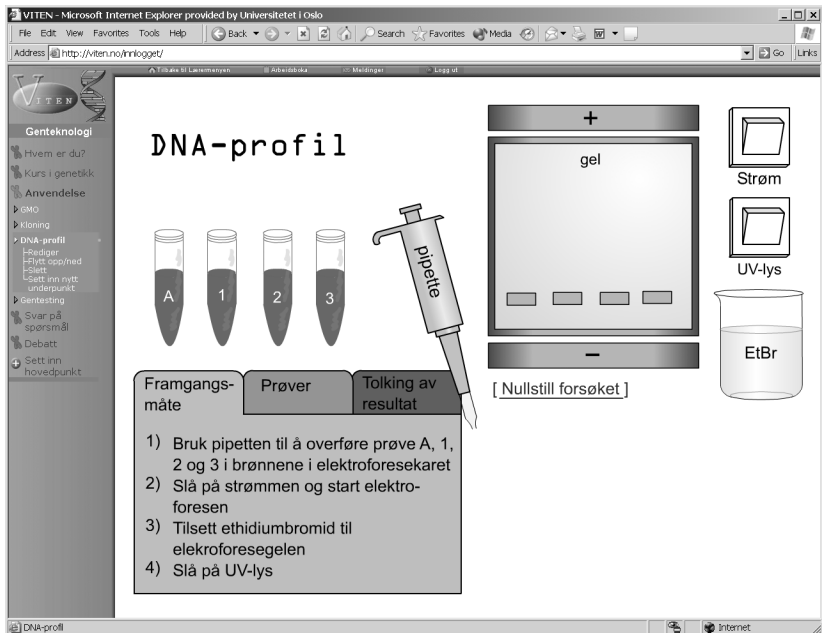 VITEN - Microsoft Internet Explorer provided by Universitetet i Oslo
File Edit View Favorites Tools Help
Back Search Favorites Media
Address http://viten.no/innlogget/
Go Links
Tilbake til Lærermenyen Arbeidsboka Meldinger Logg ut
VITEN
Genteknologi
Hvem er du?
Kurs i genetikk
Anvendelse
GMO
Kloning
DNA-profil
Rediger
Flytt opp/ned
Slett
Sett inn nytt
underpunkt
Gentesting
Svar på
spørsmål
Debatt
Sett inn
hovedpunkt
DNA-profil
A 1 2 3
pipette
+
gel
–
Strøm
UV-lys
EtBr
[ Nullstill forsøket ]
Framgangs-
måte
Prøver
Tolking av
resultat
1) Bruk pipetten til å overføre prøve A, 1,
2 og 3 i brønnene i elektroforesekaret
2) Slå på strømmen og start elektro-
foresen
3) Tilsett ethidiumbromid til
elekroforesegelen
4) Slå på UV-lys
DNA-profil
Internet